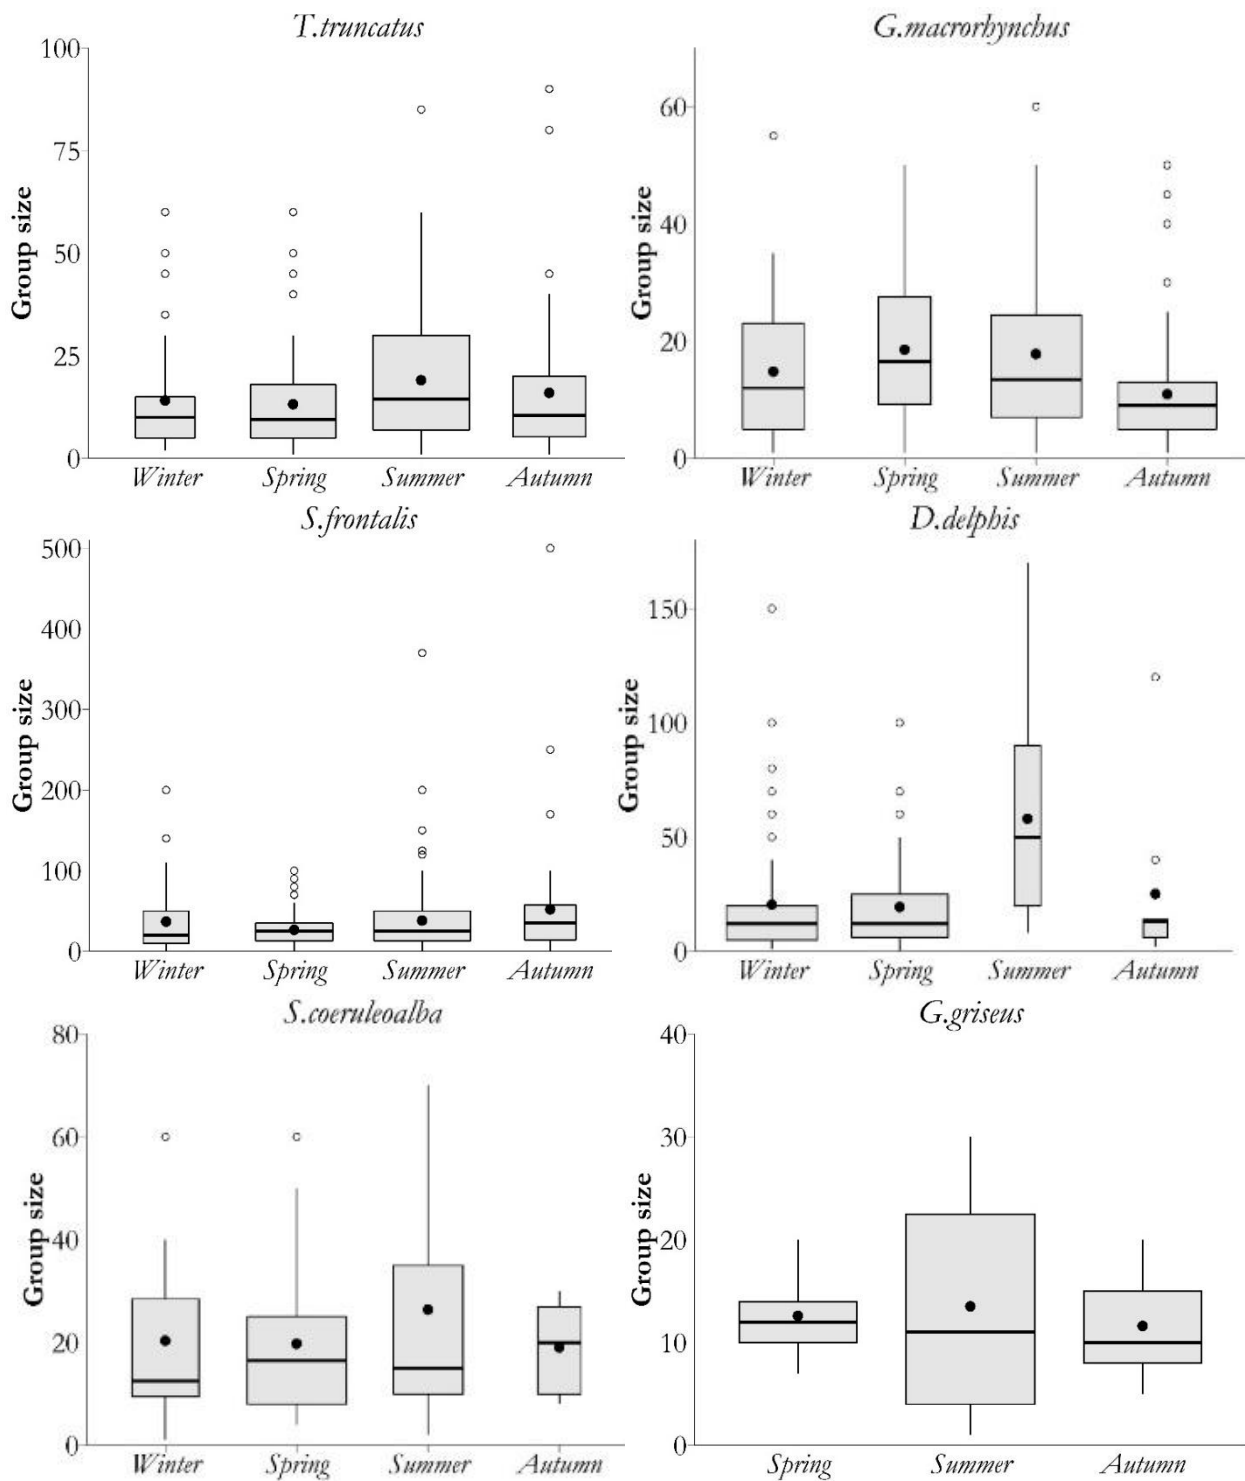 T.truncatus
100
75
50
25
0
Group size
Winter Spring Summer Autumn
G.macrorhynchus
60
40
20
0
Group size
Winter Spring Summer Autumn
S.frontalis
500
400
300
200
100
0
Group size
Winter Spring Summer Autumn
D.delphis
150
100
50
0
Group size
Winter Spring Summer Autumn
S.coeruleoalba
80
60
40
20
0
Group size
Winter Spring Summer Autumn
G.griseus
40
30
20
10
0
Group size
Spring Summer Autumn